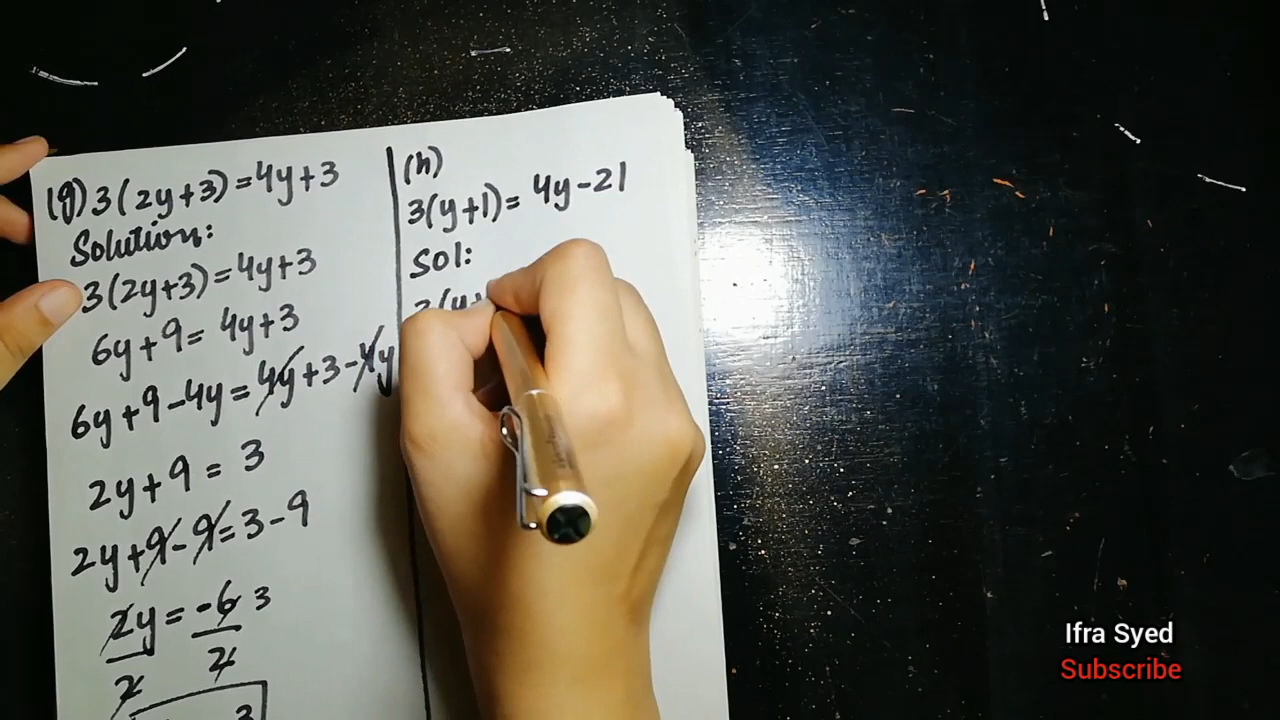 (g) 3(2y+3)=4y+3
Solution:
3(2y+3)=4y+3
6y+9= 4y+3
6y+9-4y = 4y+3-4y
2y+9 = 3
2y+9-9=3-9
2y = -6 3
2 2
3
(h)
3(y+1)= 4y-21
Sol:
3(y+
Ifra Syed
Subscribe